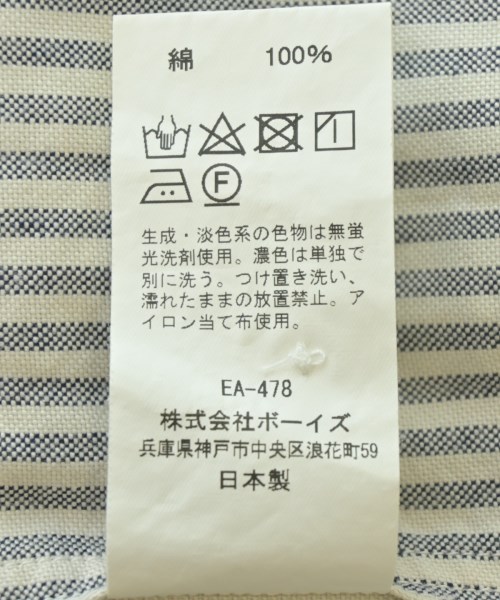 綿 100%
F
生成・淡色系の色物は無蛍
光洗剤使用。濃色は単独で
別に洗う。つけ置き洗い、
濡れたままの放置禁止。ア
イロン当て布使用。
EA-478
株式会社ボーイズ
兵庫県神戸市中央区浪花町59
日本製